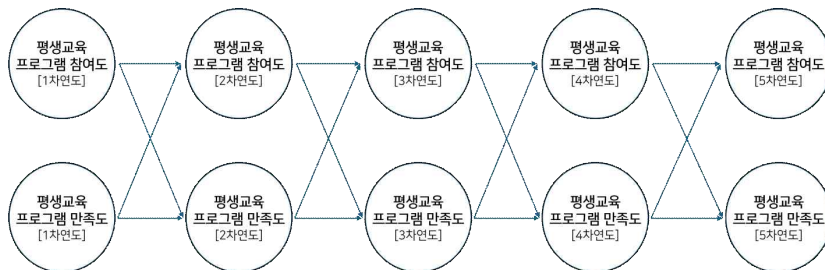 평생교육
프로그램 참여도
[1차연도]
평생교육
프로그램 참여도
[2차연도]
평생교육
프로그램 참여도
[3차연도]
평생교육
프로그램 참여도
[4차연도]
평생교육
프로그램 참여도
[5차연도]
평생교육
프로그램 만족도
[1차연도]
평생교육
프로그램 만족도
[2차연도]
평생교육
프로그램 만족도
[3차연도]
평생교육
프로그램 만족도
[4차연도]
평생교육
프로그램 만족도
[5차연도]